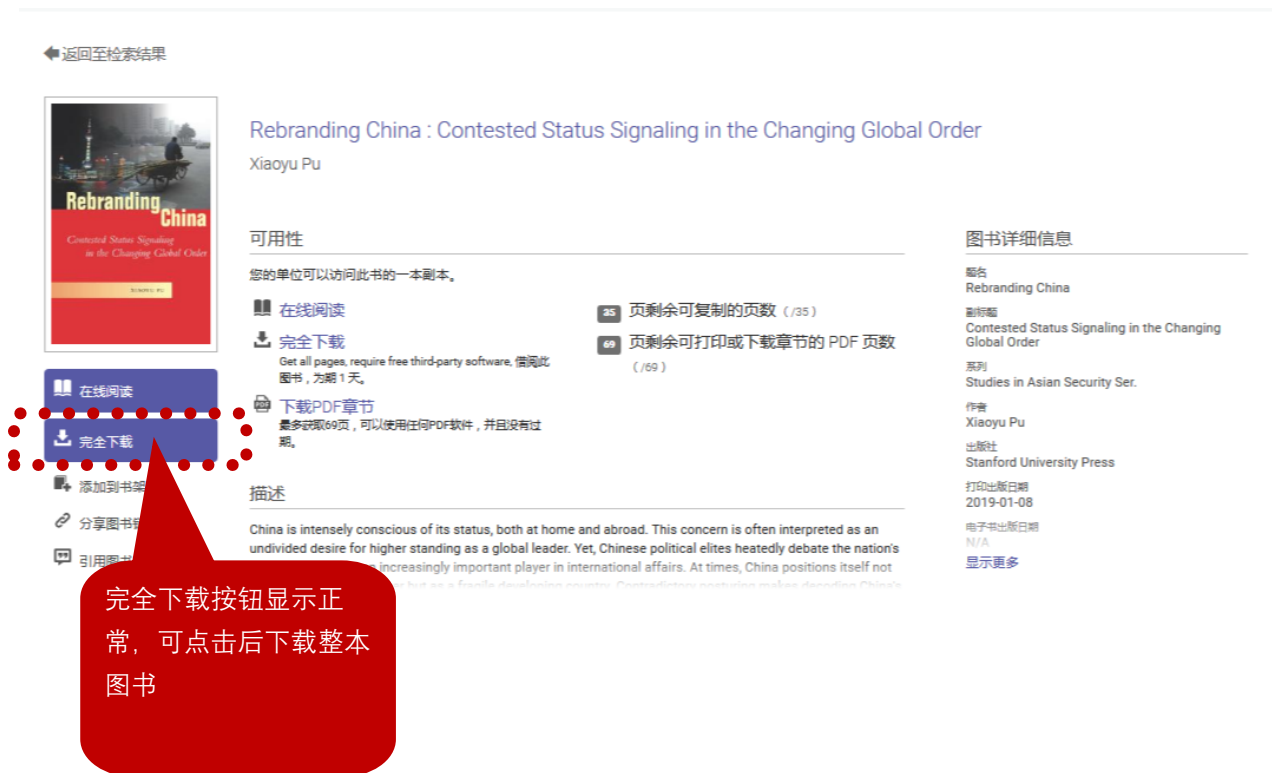 返回至检索结果
Rebranding China : Contested Status Signaling in the Changing Global Order
Xiaoyu Pu
Rebranding
China
Contested Status Signaling
in the Changing Global Order
XIAOYU PU
在线阅读
完全下载
添加到书架
分享图书
引用图书
可用性
您的单位可以访问此书的一本副本。
在线阅读
完全下载
Get all pages, require free third-party software, 借阅此
图书，为期 1 天。
PDF
下载PDF章节
最多获取69页，可以使用任何PDF软件，并且没有过
期。
35 页剩余可复制的页数（/35）
69 页剩余可打印或下载章节的 PDF 页数
（/69）
描述
China is intensely conscious of its status, both at home and abroad. This concern is often interpreted as an
undivided desire for higher standing as a global leader. Yet, Chinese political elites heatedly debate the nation's
increasingly important player in international affairs. At times, China positions itself not
but as a fragile developing country. Contradictory posturing makes decoding China's
图书详细信息
题名
Rebranding China
副标题
Contested Status Signaling in the Changing
Global Order
系列
Studies in Asian Security Ser.
作者
Xiaoyu Pu
出版社
Stanford University Press
打印出版日期
2019-01-08
电子书出版日期
N/A
显示更多
完全下载按钮显示正
常，可点击后下载整本
图书